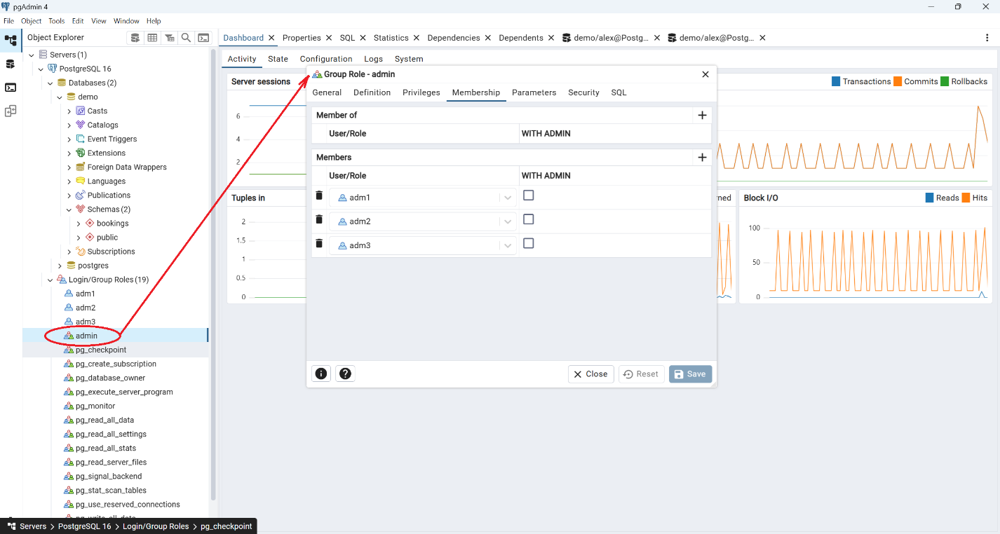 pgAdmin 4
File Object Tools Edit View Window Help
Object Explorer
Dashboard Properties SQL Statistics Dependencies Dependents demo/alex@Postg... demo/alex@Postg...
Servers (1)
PostgreSQL 16
Databases (2)
demo
Casts
Catalogs
Event Triggers
Extensions
Foreign Data Wrappers
Languages
Publications
Schemas (2)
bookings
public
Subscriptions
postgres
Login/Group Roles (19)
adm1
adm2
adm3
admin
pg_checkpoint
pg_create_subscription
pg_database_owner
pg_execute_server_program
pg_monitor
pg_read_all_data
pg_read_all_settings
pg_read_all_stats
pg_read_server_files
pg_signal_backend
pg_stat_scan_tables
pg_use_reserved_connections
pg_write_all_data
Servers > PostgreSQL 16 > Login/Group Roles > pg_checkpoint
Activity State Configuration Logs System
Server sessions
6
4
2
Transactions Commits Rollbacks
Tuples in
2
1.5
1
0.5
0
ned
Block I/O
Reads Hits
100
50
0
Group Role - admin
General Definition Privileges Membership Parameters Security SQL
Member of
User/Role WITH ADMIN
Members
User/Role WITH ADMIN
adm1
adm2
adm3
Close Reset Save